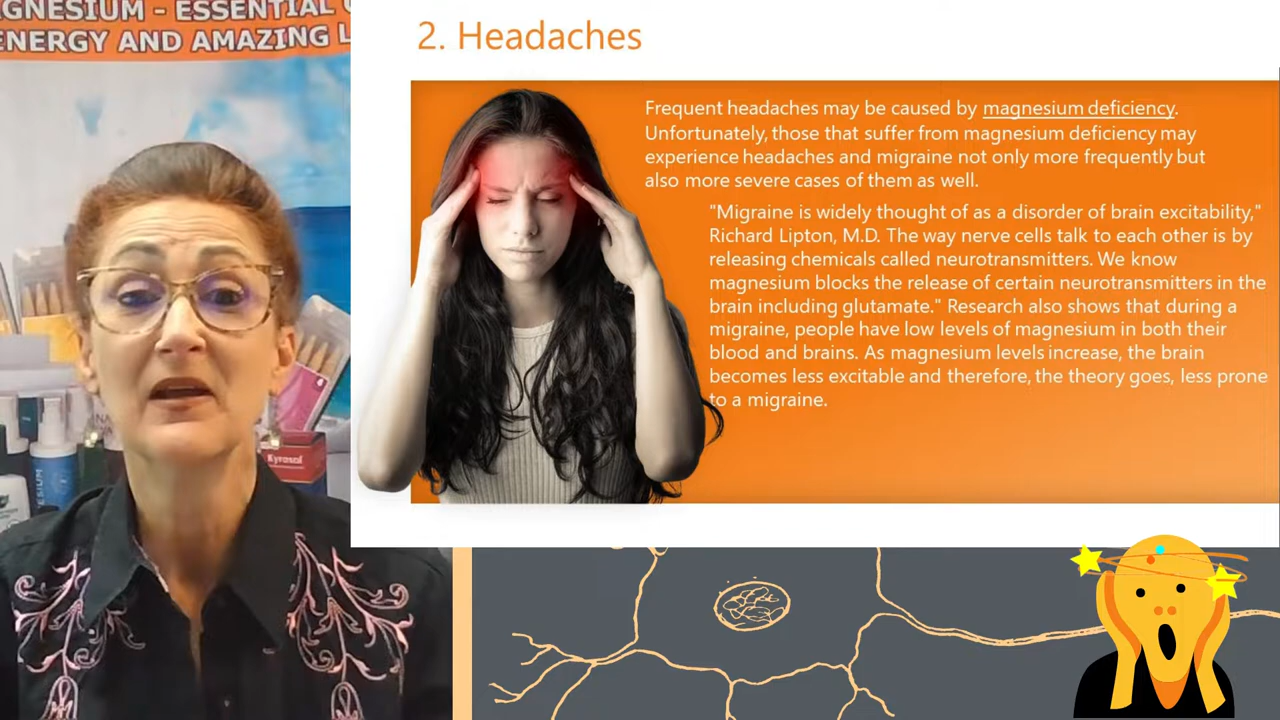 GNESIUM - ESSENTIAL
ENERGY AND AMAZING L
2. Headaches
Frequent headaches may be caused by magnesium deficiency.
Unfortunately, those that suffer from magnesium deficiency may
experience headaches and migraine not only more frequently but
also more severe cases of them as well.
"Migraine is widely thought of as a disorder of brain excitability,"
Richard Lipton, M.D. The way nerve cells talk to each other is by
releasing chemicals called neurotransmitters. We know
magnesium blocks the release of certain neurotransmitters in the
brain including glutamate." Research also shows that during a
migraine, people have low levels of magnesium in both their
blood and brains. As magnesium levels increase, the brain
becomes less excitable and therefore, the theory goes, less prone
to a migraine.
Kyrosol